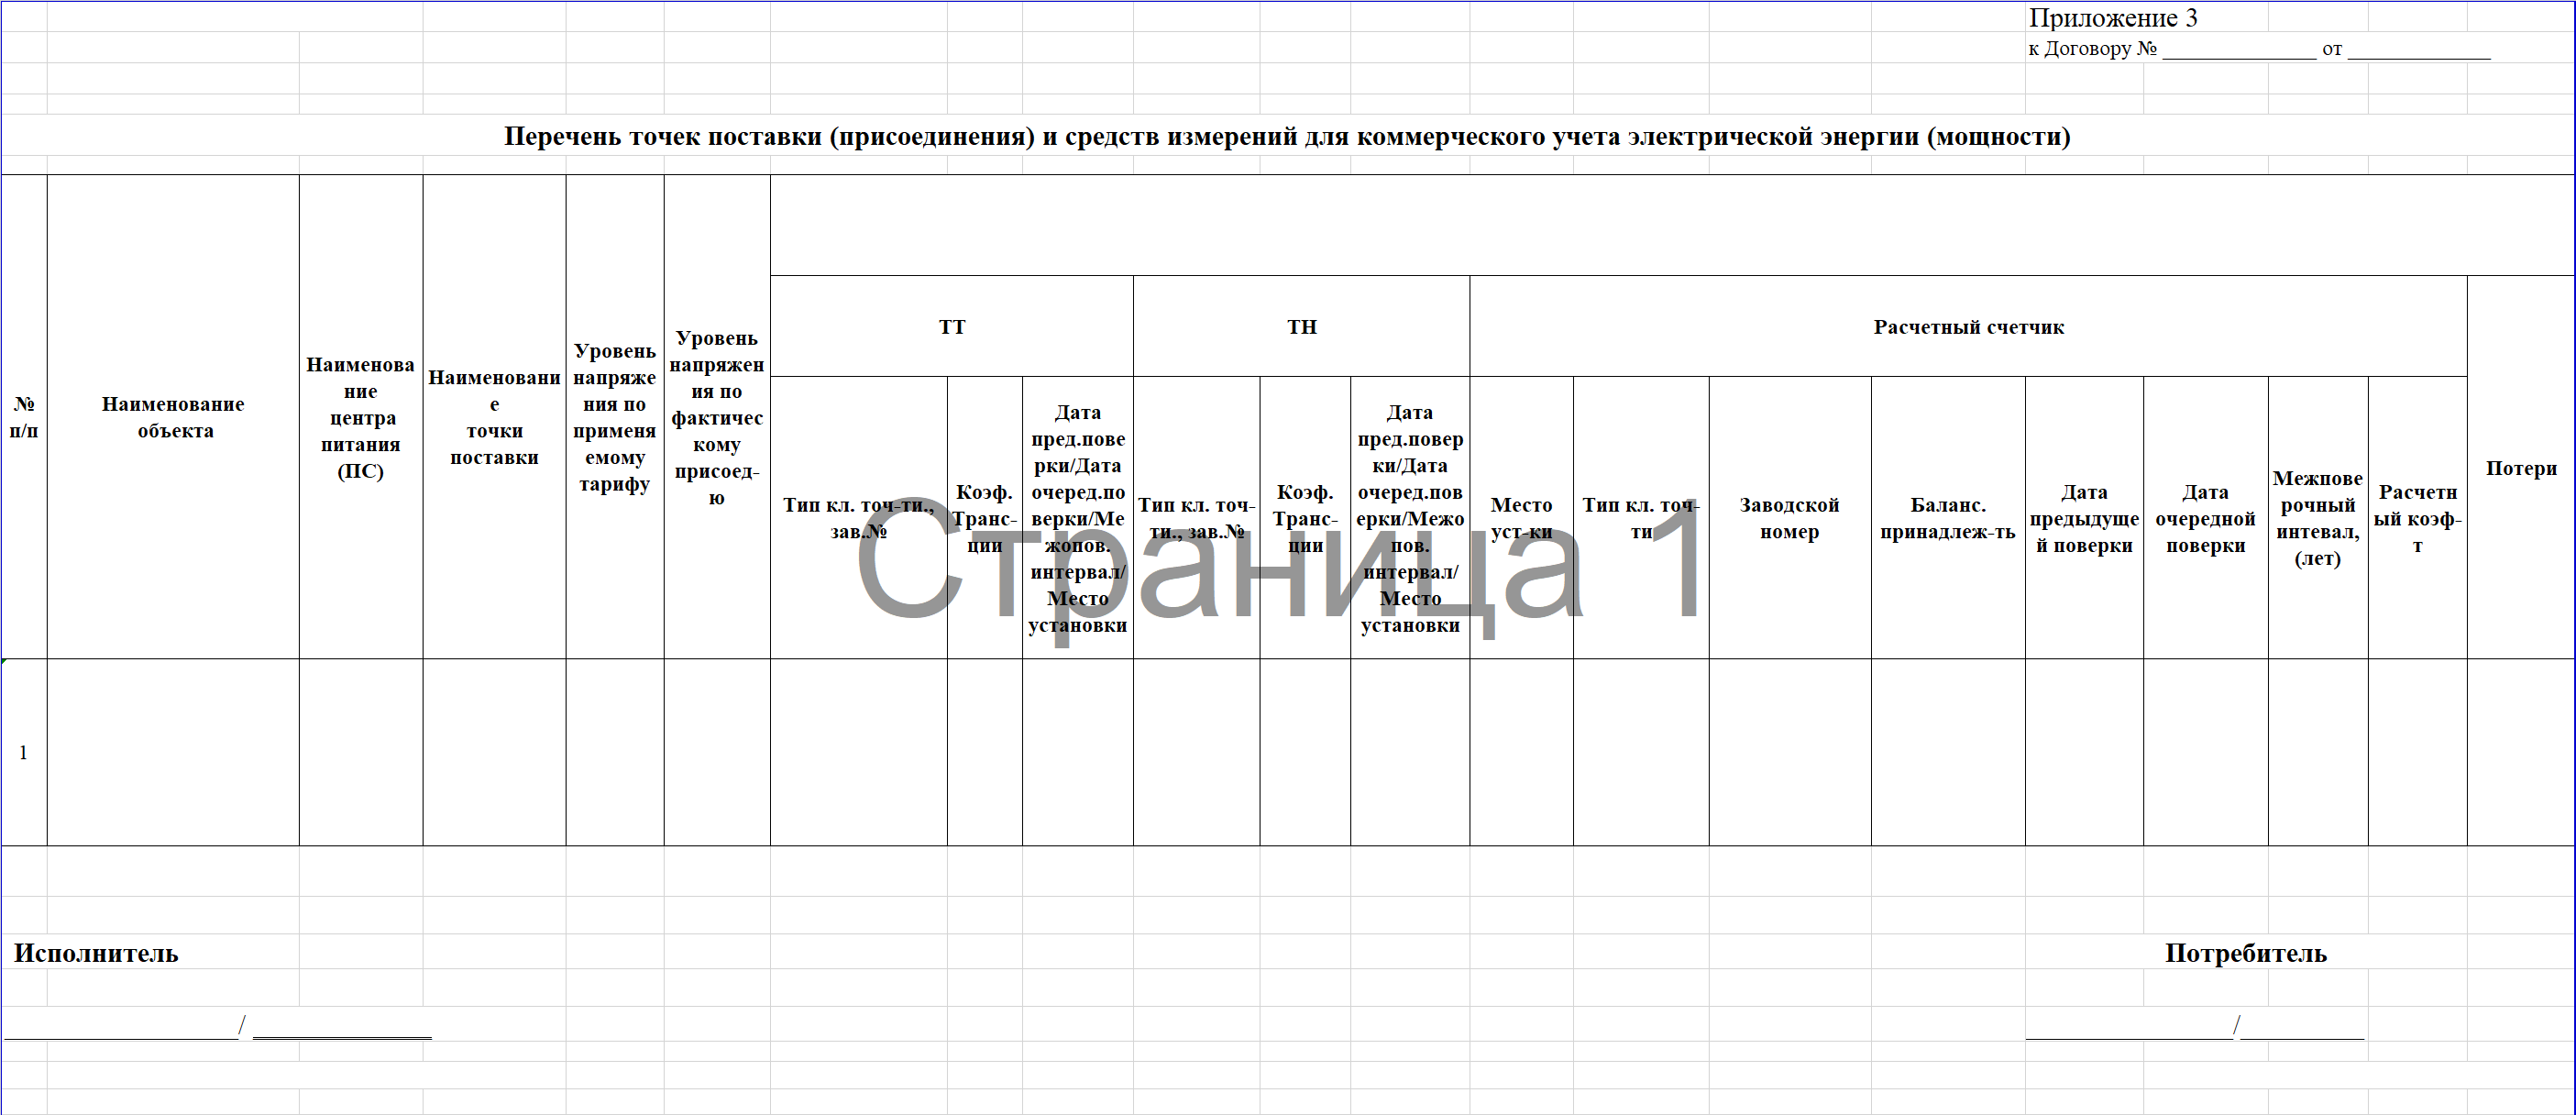 Приложение 3
к Договору № ______________ от _____________
Перечень точек поставки (присоединения) и средств измерений для коммерческого учета электрической энергии (мощности)
№
п/п
Наименование
объекта
Наименова
ние
центра
питания
(ПС)
Наименовани
е
точки
поставки
Уровень
напряже
ния по
применя
емому
тарифу
Уровень
напряжен
ия по
фактичес
кому
присоед-
ю
ТТ
ТН
Расчетный счетчик
Потери
Тип кл. точ-ти.,
зав.№
Коэф.
Транс-
ции
Дата
пред.пове
рки/Дата
очеред.по
верки/Ме
жопов.
интервал/
Место
установки
Тип кл. точ-
ти., зав.№
Коэф.
Транс-
ции
Дата
пред.повер
ки/Дата
очеред.пов
ерки/Межо
пов.
интервал/
Место
установки
Место
уст-ки
Тип кл. точ-
ти
Заводской
номер
Баланс.
принадлеж-ть
Дата
предыдуще
й поверки
Дата
очередной
поверки
Межпове
рочный
интевал,
(лет)
Расчетн
ый коэф-
т
Страница 1
1
Исполнитель
Потребитель
/
/